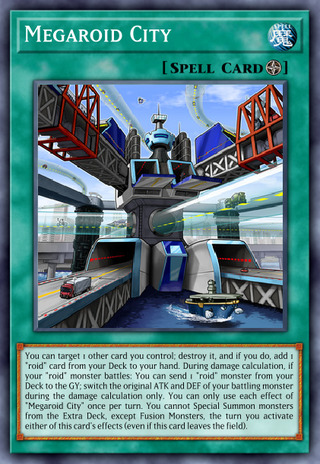 Megaroid City
魔
[Spell Card]
You can target 1 other card you control; destroy it, and if you do, add 1
"roid" card from your Deck to your hand. During damage calculation, if
your "roid" monster battles: You can send 1 "roid" monster from your
Deck to the GY; switch the original ATK and DEF of your battling monster
during the damage calculation only. You can only use each effect of
"Megaroid City" once per turn. You cannot Special Summon monsters
from the Extra Deck, except Fusion Monsters, the turn you activate
either of this card's effects (even if this card leaves the field).